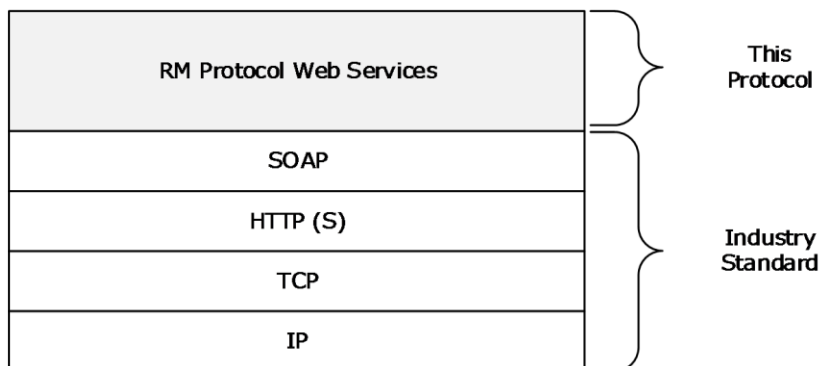 RM Protocol Web Services
This
Protocol
SOAP
HTTP (S)
TCP
IP
Industry
Standard